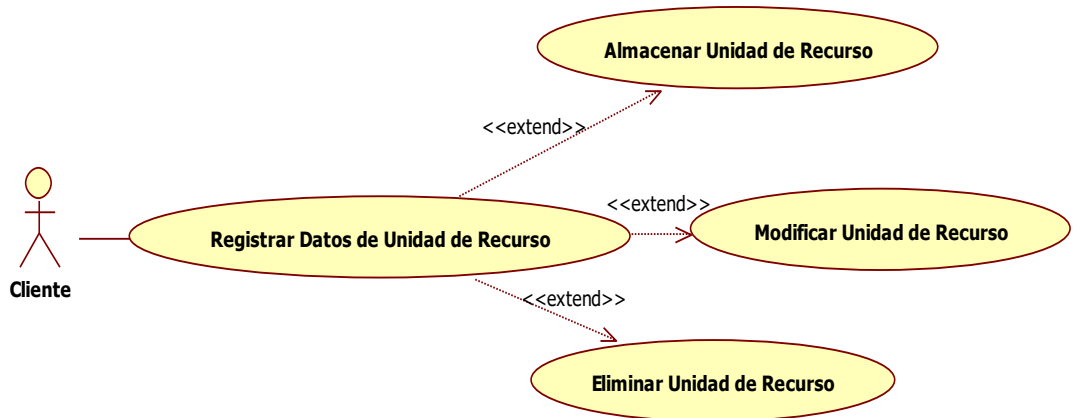 Almacenar Unidad de Recurso
<<extend>>
<<extend>>
Registrar Datos de Unidad de Recurso
Modificar Unidad de Recurso
Cliente
<<extend>>
Eliminar Unidad de Recurso